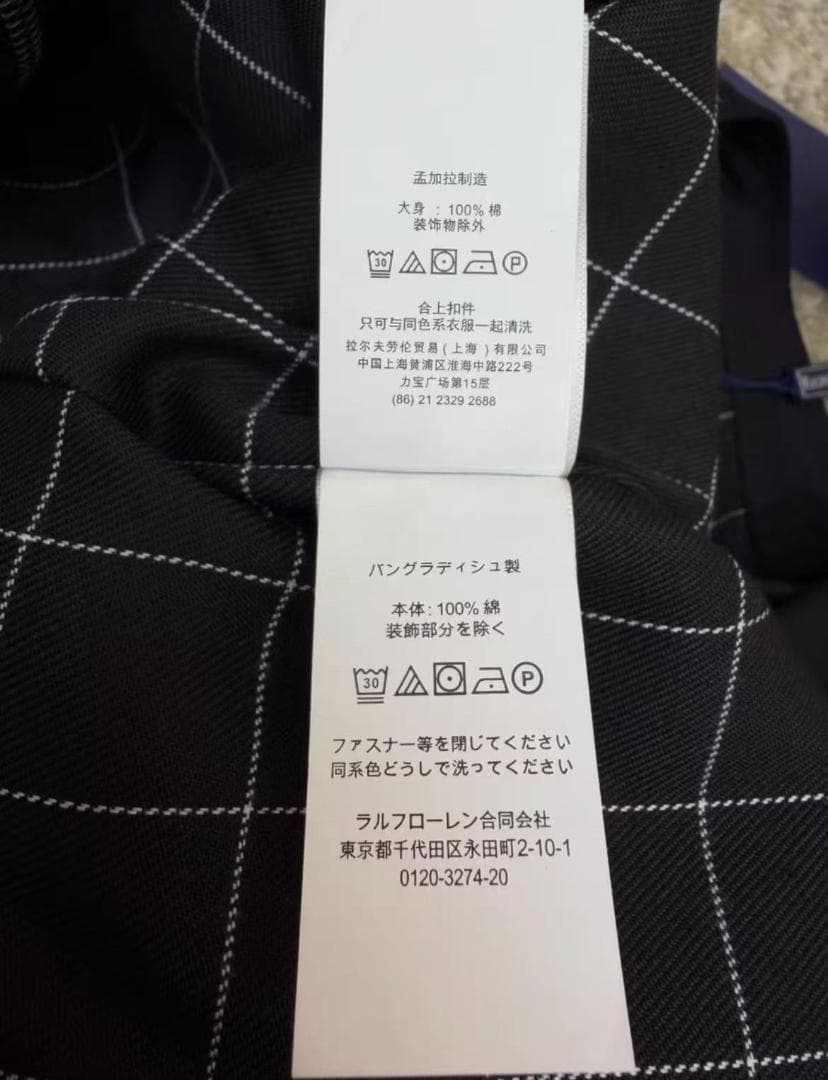 孟加拉制造
大身 : 100% 棉
装饰物除外
30 P
合上扣件
只可与同色系衣服一起清洗
拉尔夫劳伦贸易 ( 上海 ) 有限公司
中国上海黄浦区淮海中路222号
力宝广场第15层
(86) 21 2329 2688
バングラディシュ製
本体: 100% 綿
装飾部分を除く
30 P
ファスナー等を閉じてください
同系色どうしで洗ってください
ラルフローレン合同会社
東京都千代田区永田町2-10-1
0120-3274-20